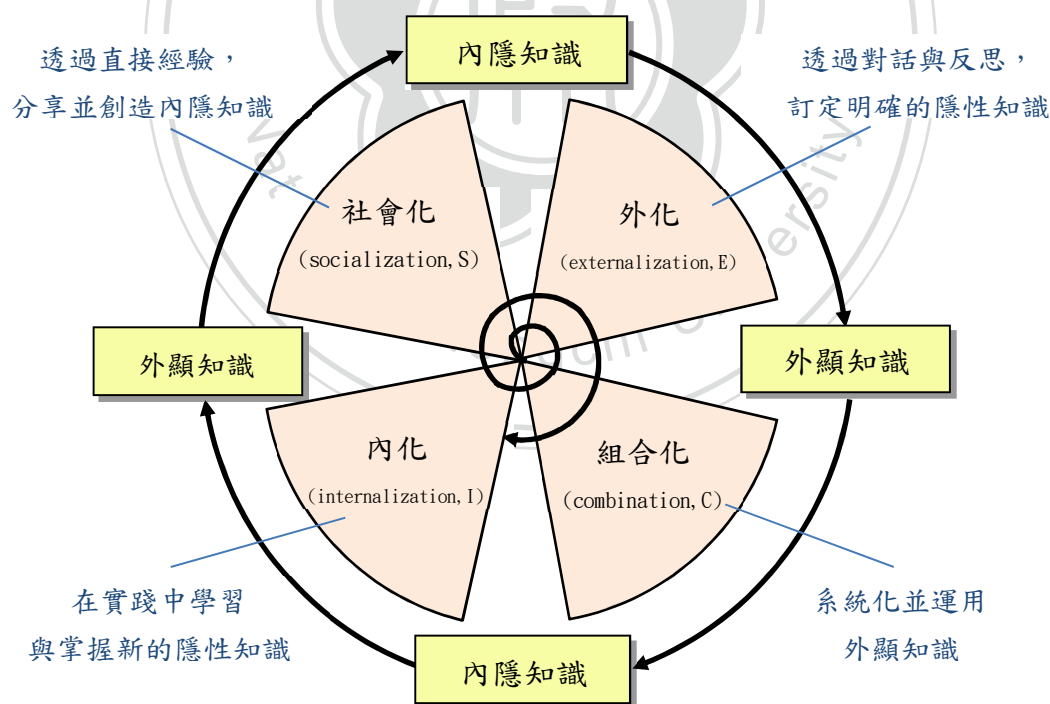 內隱知識
透過直接經驗，
分享並創造內隱知識
透過對話與反思，
訂定明確的隱性知識
社會化
(socialization,S)
外化
(externalization,E)
外顯知識
外顯知識
內化
(internalization,I)
組合化
(combination,C)
在實踐中學習
與掌握新的隱性知識
系統化並運用
外顯知識
內隱知識